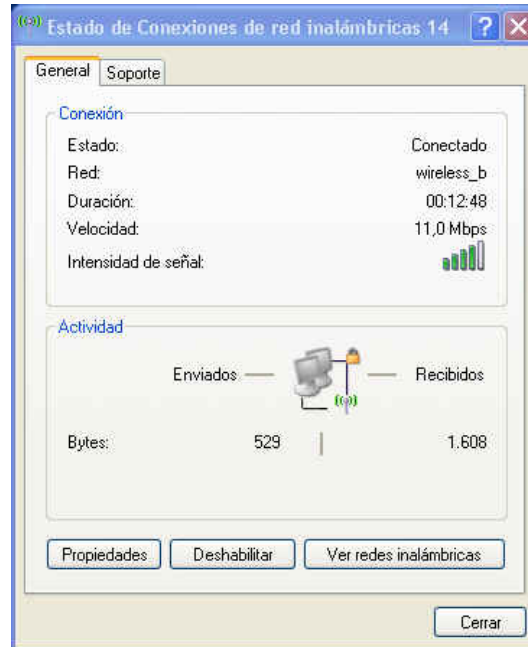 Estado de Conexiones de red inalámbricas 14
General Soporte
Conexión
Estado: Conectado
Red: wireless_b
Duración: 00:12:48
Velocidad: 11,0 Mbps
Intensidad de señal:
Actividad
Enviados Recibidos
Bytes: 529 1.608
Propiedades Deshabilitar Ver redes inalámbricas
Cerrar